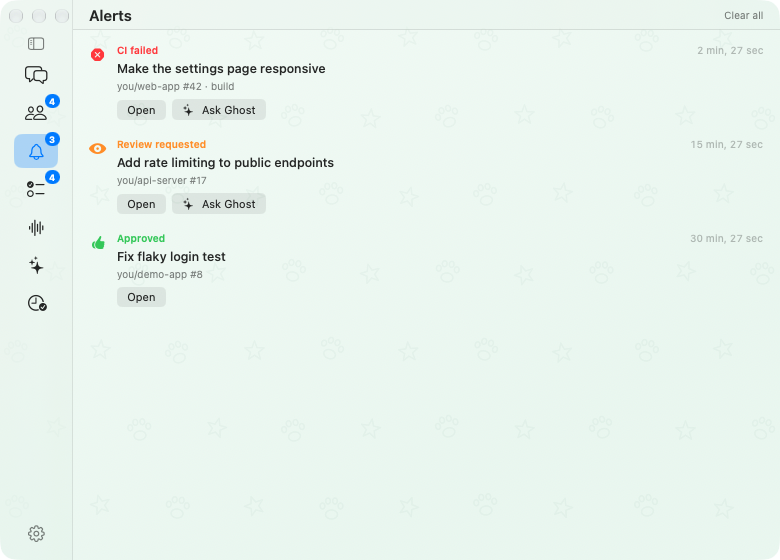 Alerts
Clear all
CI failed
2 min, 27 sec
Make the settings page responsive
you/web-app #42 · build
Open
Ask Ghost
4
3
Review requested
15 min, 27 sec
Add rate limiting to public endpoints
you/api-server #17
4
Open
Ask Ghost
Approved
30 min, 27 sec
Fix flaky login test
you/demo-app #8
Open